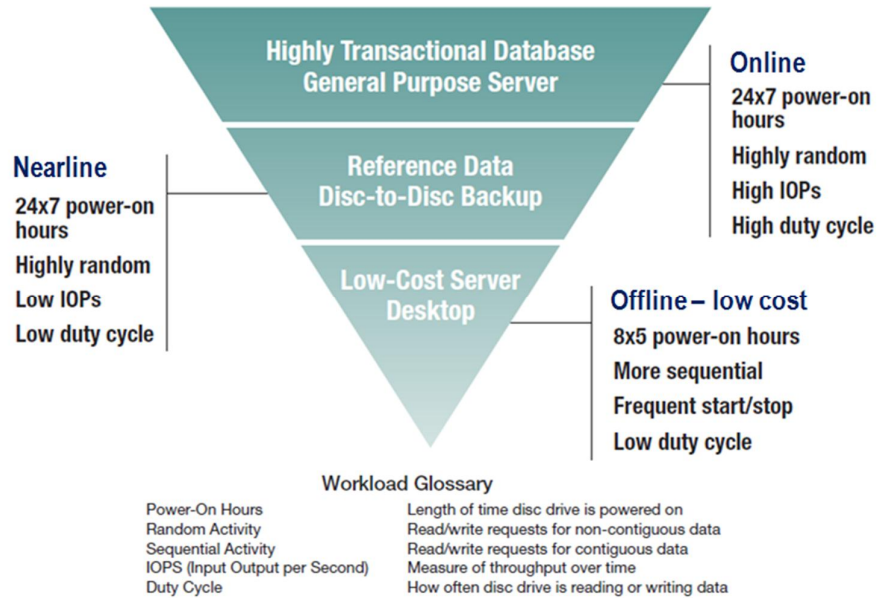 Highly Transactional Database
General Purpose Server
Online
24x7 power-on
hours
Highly random
High IOPs
High duty cycle
Nearline
24x7 power-on
hours
Highly random
Low IOPs
Low duty cycle
Reference Data
Disc-to-Disc Backup
Low-Cost Server
Desktop
Offline – low cost
8x5 power-on hours
More sequential
Frequent start/stop
Low duty cycle
Workload Glossary
Power-On Hours Length of time disc drive is powered on
Random Activity Read/write requests for non-contiguous data
Sequential Activity Read/write requests for contiguous data
IOPS (Input Output per Second) Measure of throughput over time
Duty Cycle How often disc drive is reading or writing data